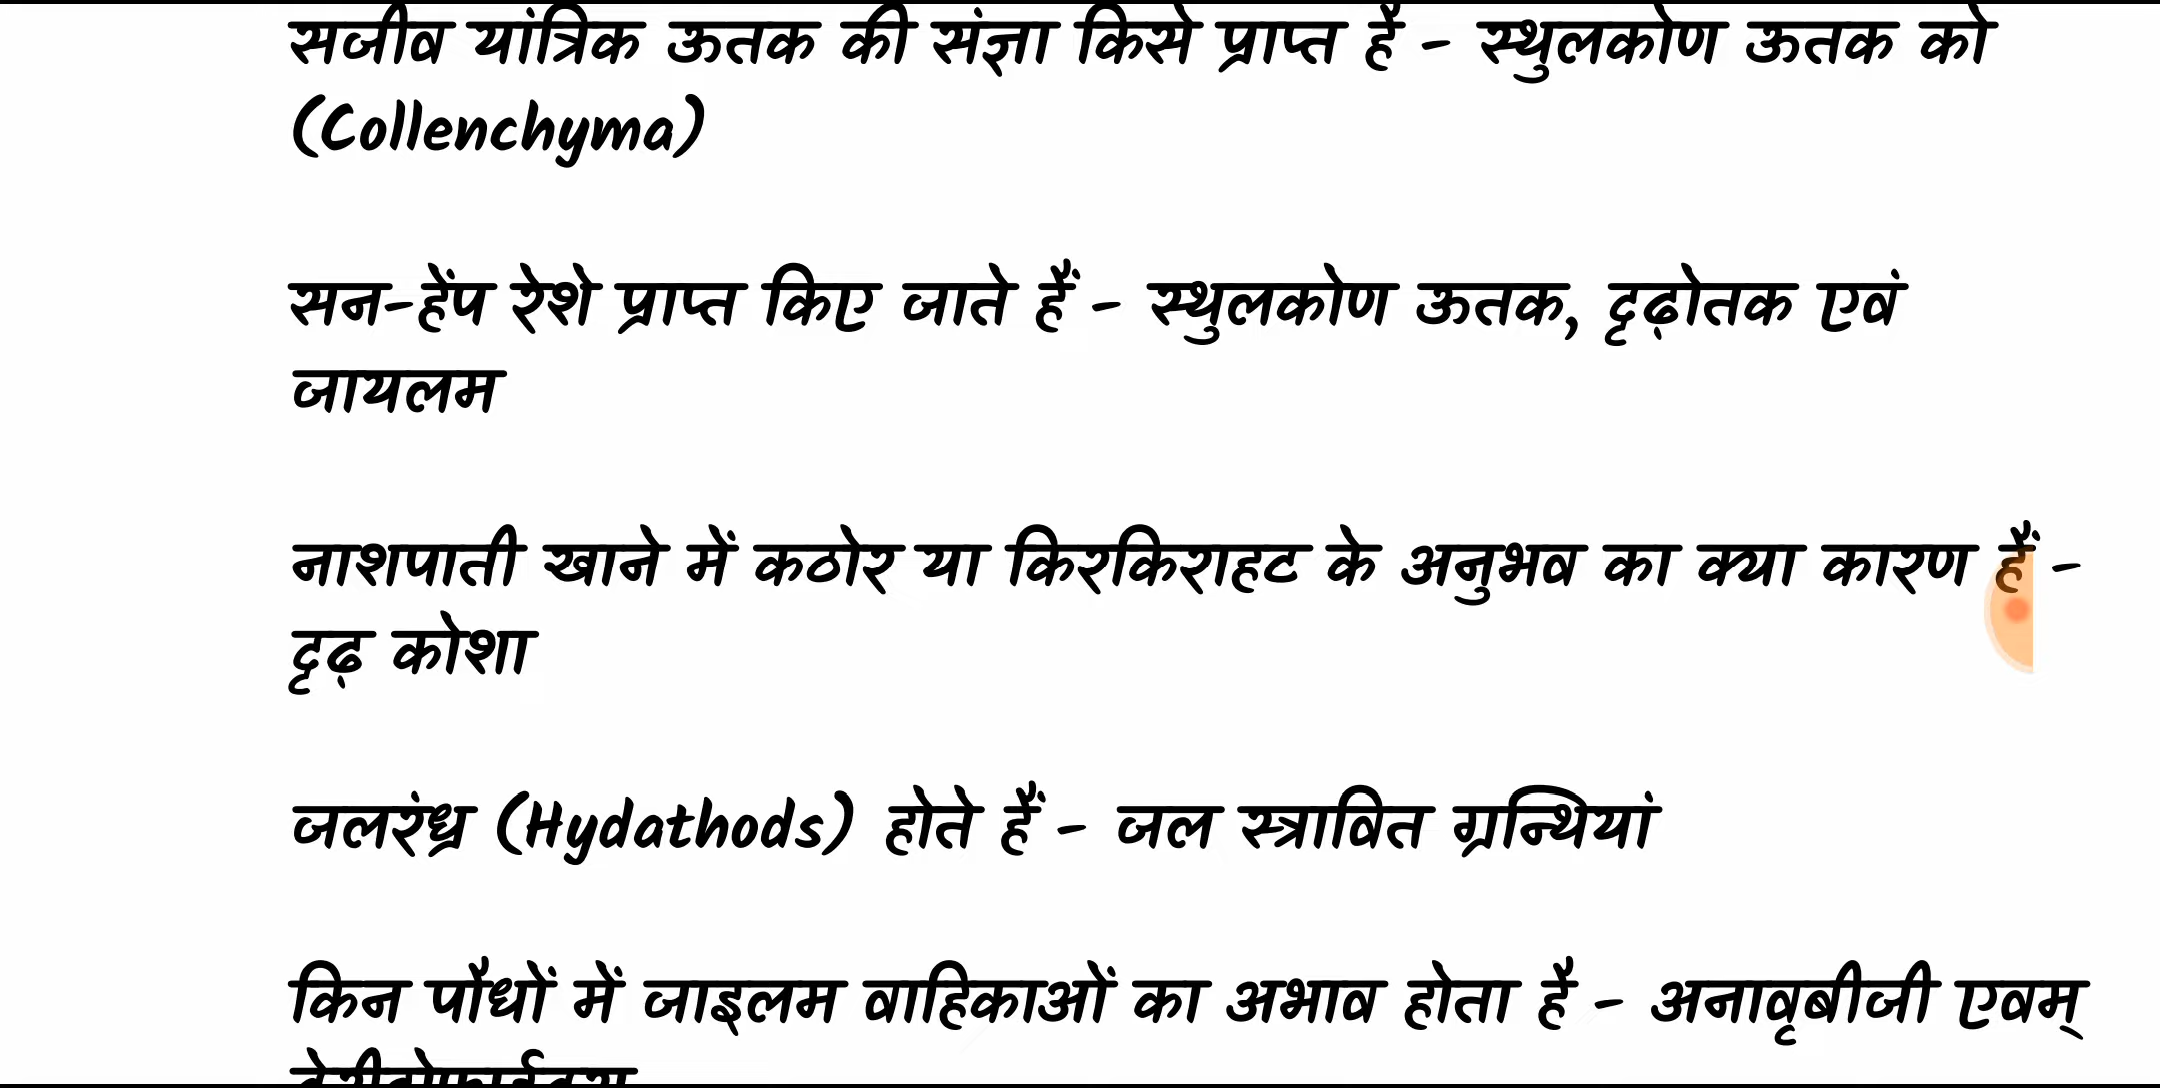 सजीव यांत्रिक ऊतक की संज्ञा किसे प्राप्त है - स्थुलकोण ऊतक को
(Collenchyma)
सन-हेंप रेशे प्राप्त किए जाते हैं - स्थुलकोण ऊतक, दृढ़ोतक एवं
जायलम
नाशपाती खाने में कठोर या किरकिराहट के अनुभव का क्या कारण हैं -
दृढ़ कोशा
जलरंध्र (Hydathods) होते हैं - जल स्त्रावित ग्रन्थियां
किन पौधों में जाइलम वाहिकाओं का अभाव होता है - अनावृबीजी एवम्